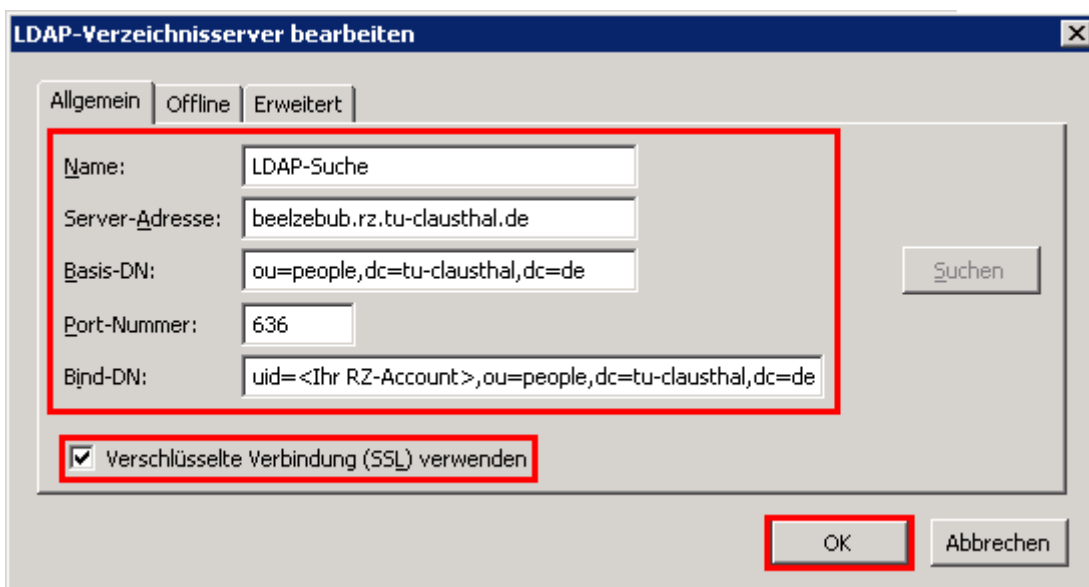 LDAP-Verzeichnisserver bearbeiten
Allgemein Offline Erweitert
Name: LDAP-Suche
Server-Adresse: beelzebub.rz.tu-clausthal.de
Basis-DN: ou=people,dc=tu-clausthal,dc=de
Suchen
Port-Nummer: 636
Bind-DN: uid=<Ihr RZ-Account>,ou=people,dc=tu-clausthal,dc=de
Verschlüsselte Verbindung (SSL) verwenden
OK Abbrechen